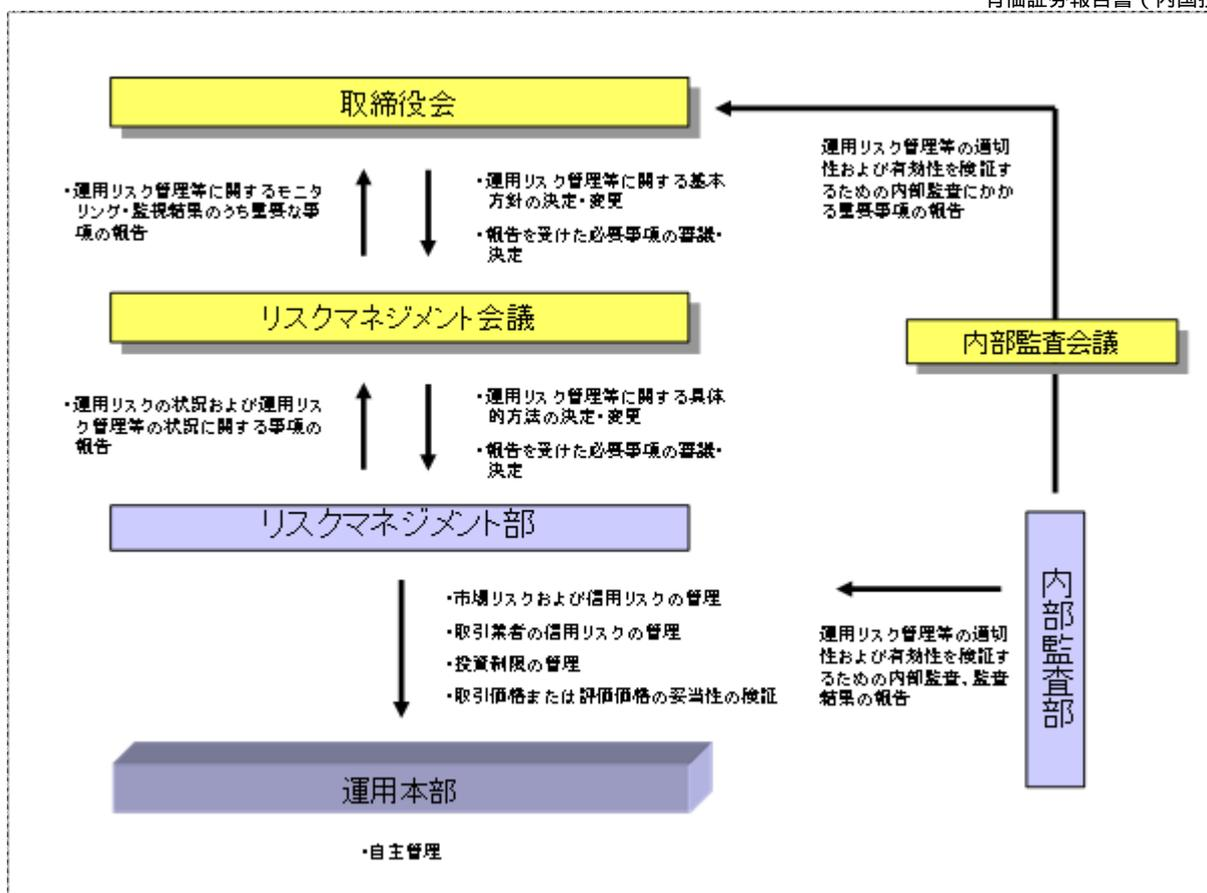 取締役会
・運用リスク管理等に関するモニタ
リング・監視結果のうち重要な事
項の報告
・運用リスク管理等に関する基本
方針の決定・変更
・報告を受けた必要事項の審議・
決定
運用リスク管理等の適切
性および有効性を検証す
るための内部監査にかか
る重要事項の報告
リスクマネジメント会議
内部監査会議
・運用リスクの状況および運用リス
ク管理等の状況に関する事項の
報告
・運用リスク管理等に関する具体
的方法の決定・変更
・報告を受けた必要事項の審議・
決定
リスクマネジメント部
・市場リスクおよび信用リスクの管理
・取引業者の信用リスクの管理
・投資制限の管理
・取引価格または評価価格の妥当性の検証
運用リスク管理等の適切
性および有効性を検証す
るための内部監査、監査
結果の報告
内部監査部
運用本部
・自主管理